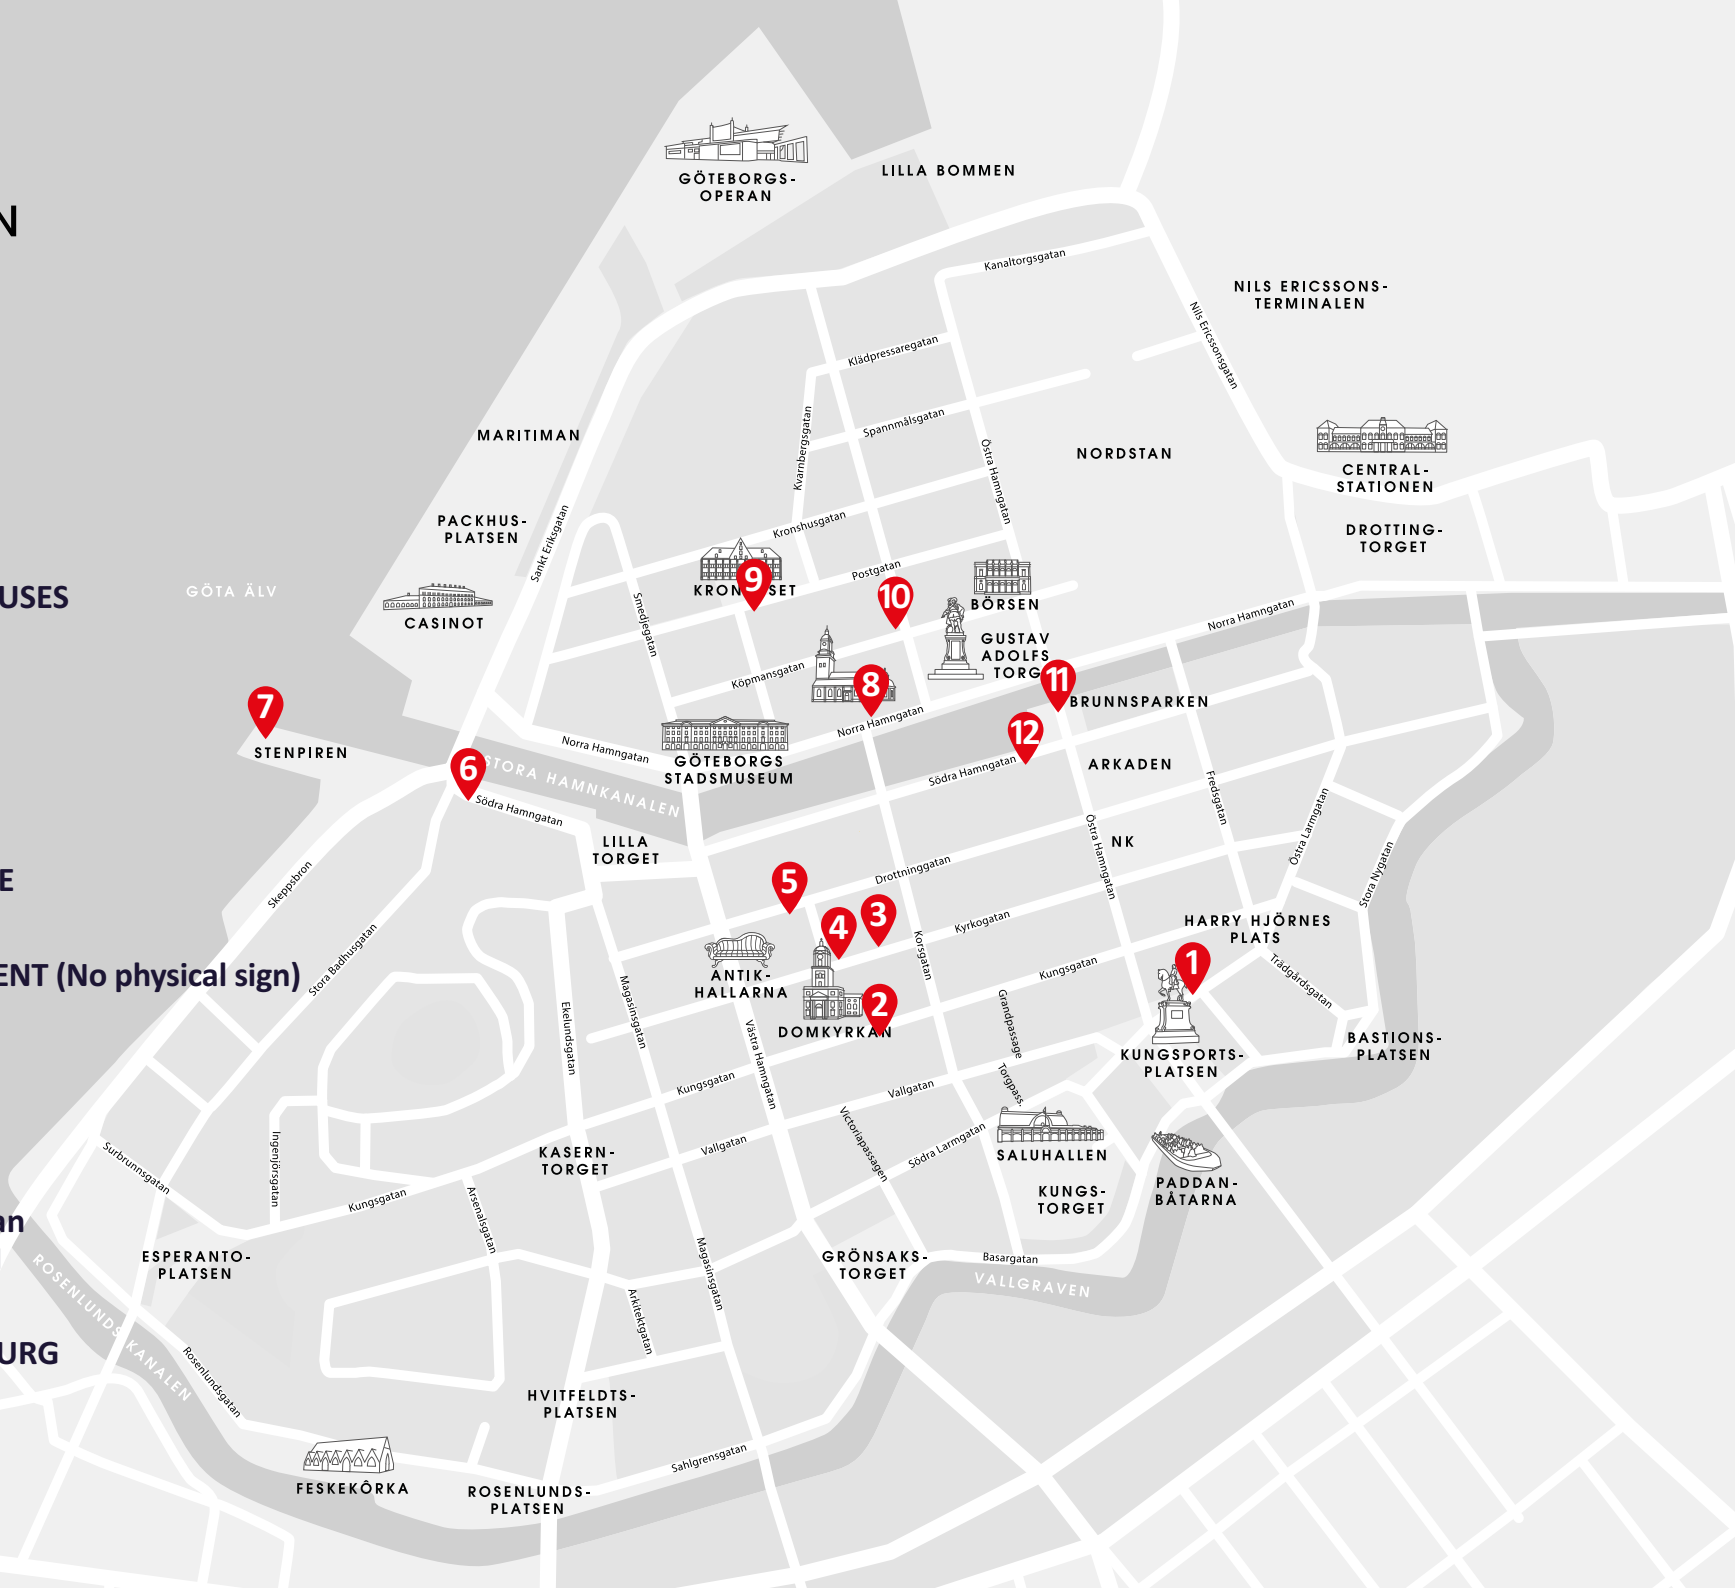 N
USES
E
ENT (No physical sign)
an
URG
GÖTEBORGS-
OPERAN
LILLA BOMMEN
Kanaltorgsgatan
NILS ERICSSONS-
TERMINALEN
Nils Ericssonsgatan
Klädpressaregatan
Spannmålsgatan
Kvarnbergsgatan
Östra Hamngatan
MARITIMAN
NORDSTAN
CENTRAL-
STATIONEN
PACKHUS-
PLATSEN
Sankt Eriksgatan
Kronshusgatan
DROTTING-
TORGET
Postgatan
GÖTA ÄLV
CASINOT
Smedjegatan
9
KRON SET
10
BÖRSEN
Norra Hamngatan
GUSTAV
ADOLFS
TORG
Köpmansgatan
8
11
BRUNNSPARKEN
7
STENPIREN
Norra Hamngatan
Norra Hamngatan
12
GÖTEBORGS
STADSMUSEUM
6
STORA HAMNKANALEN
Södra Hamngatan
Södra Hamngatan
ARKADEN
Fredsgatan
LILLA
TORGET
NK
Östra Hamngatan
Östra Larmgatan
Stora Nygatan
Skeppsbron
5
Drottninggatan
3
4
Kyrkogatan
HARRY HJÖRNES
PLATS
Stora Badhusgatan
ANTIK-
HALLARNA
Korsgatan
Kungsgatan
1
Trädgårdsgatan
2
DOMKYRKAN
Magasinsgatan
Ekelundsgatan
Västra Hamngatan
Grandpassage
KUNGSPORTS-
PLATSEN
BASTIONS-
PLATSEN
Kungsgatan
Vallgatan
Torgpass.
Victoriapassagen
Södra Larmgatan
SALUHALLEN
Surbrunnsgatan
Ingenjörsgatan
KASERN-
TORGET
Vallgatan
KUNGS-
TORGET
PADDAN-
BÅTARNA
Kungsgatan
Arsenalsgatan
ESPERANTO-
PLATSEN
Magasinsgatan
GRÖNSAKS-
TORGET
Basargatan
VALLGRAVEN
ROSENLUNDS KANALEN
Arkitektgatan
Rosenlundsgatan
HVITFELDTS-
PLATSEN
Sahlgrensgatan
FESKEKÔRKA
ROSENLUNDS-
PLATSEN